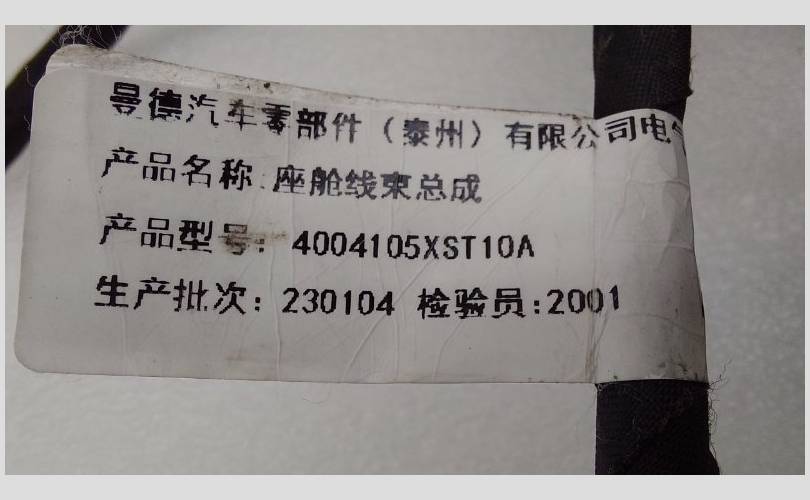 曼德汽车零部件（泰州）有限公司电
产品名称:座舱线束总成
产品型号: 4004105XST10A
生产批次: 230104 检验员:2001